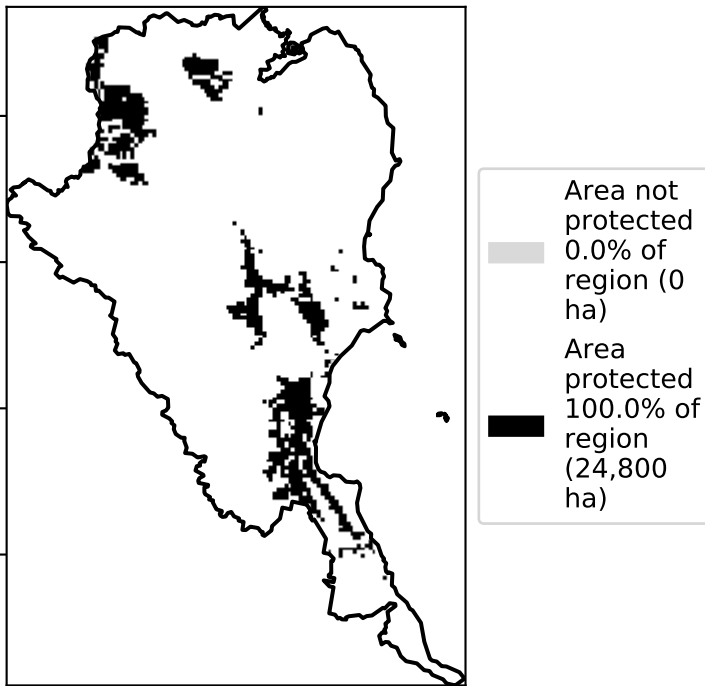 Area not
protected
0.0% of
region (0
ha)
Area
protected
100.0% of
region
(24,800
ha)